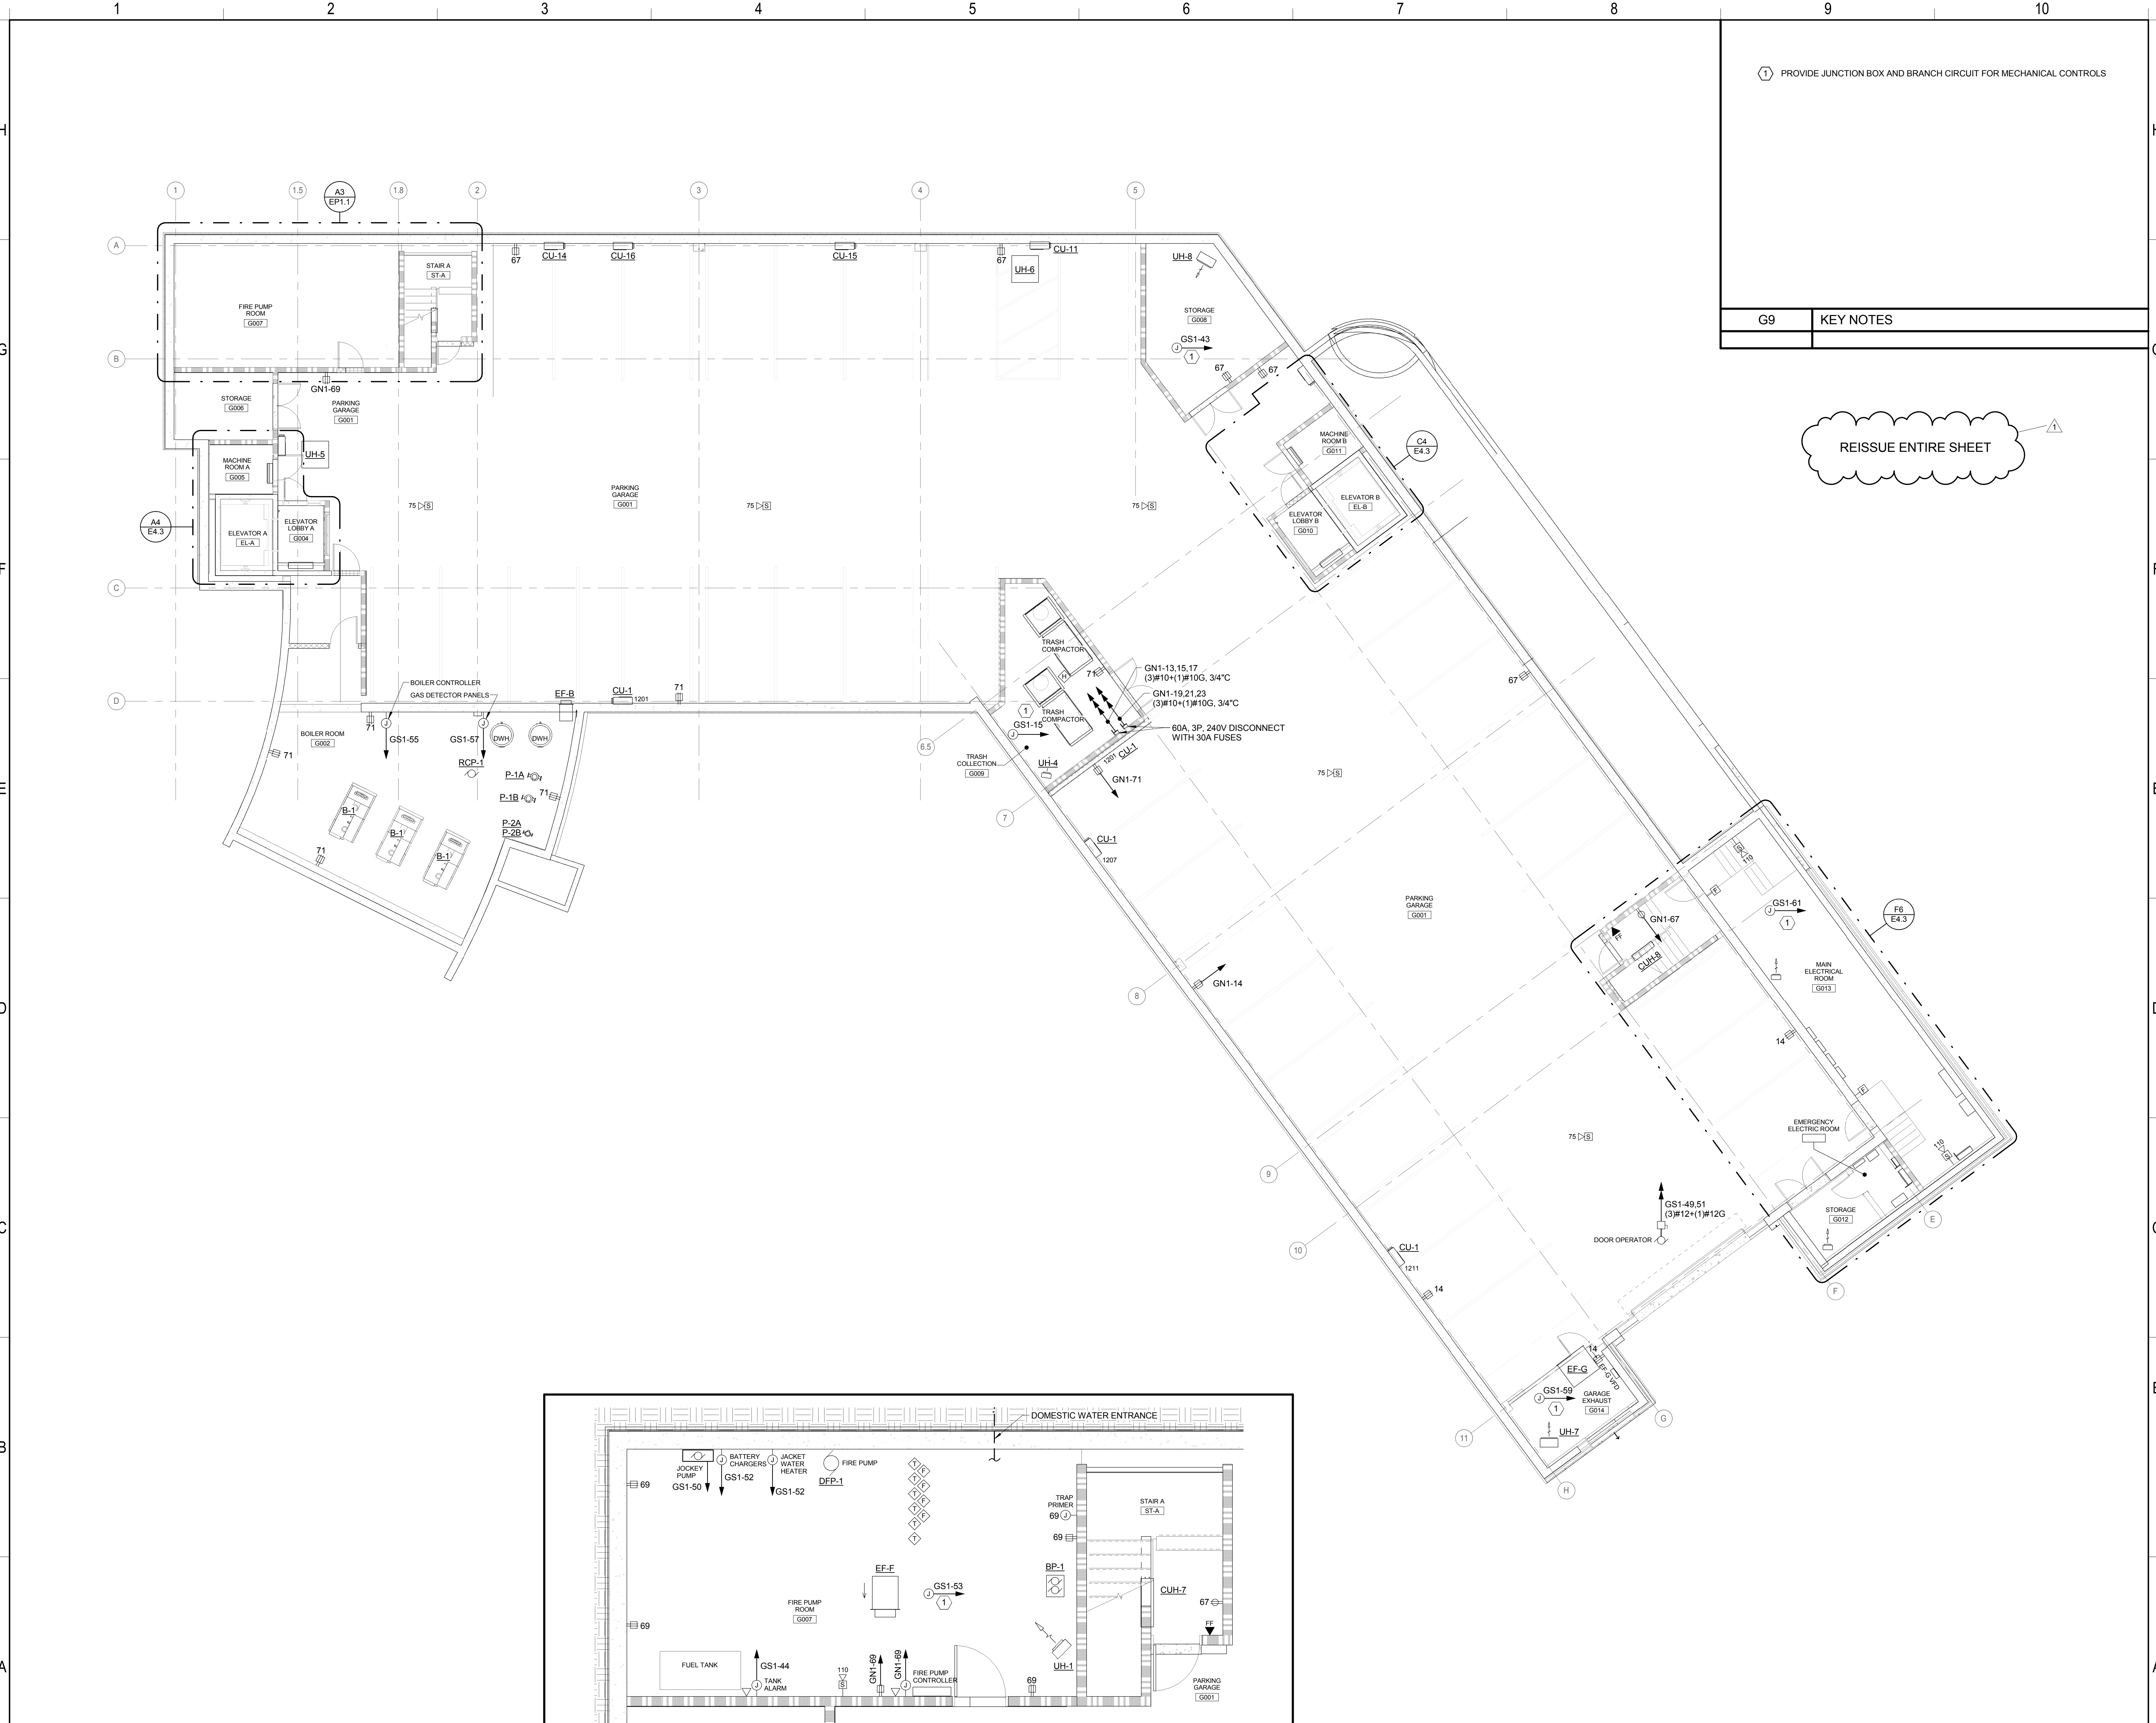 1 2 3 4 5 6 7 8 9 10
H
G
F
E
D
C
B
A
H
1 PROVIDE JUNCTION BOX AND BRANCH CIRCUIT FOR MECHANICAL CONTROLS
G9 KEY NOTES
REISSUE ENTIRE SHEET
1
1 1.5 1.8 2 3 4 5
A3
EP1.1
A
B
C
D
STAIR A
ST-A
FIRE PUMP
ROOM
G007
67
CU-14
CU-16
CU-15
67
UH-6
CU-11
UH-8
STORAGE
G008
GS1-43
1
67
67
GN1-69
STORAGE
G006
PARKING
GARAGE
G001
UH-5
MACHINE
ROOM A
G005
A4
E4.3
ELEVATOR A
EL-A
ELEVATOR
LOBBY A
G004
75 S
PARKING
GARAGE
G001
75 S
75 S
MACHINE
ROOM B
G011
C4
E4.3
ELEVATOR B
EL-B
ELEVATOR
LOBBY B
G010
BOILER CONTROLLER
GAS DETECTOR PANELS
EF-B
CU-1
1201
71
71
J
GS1-55
J
GS1-57
DWH
DWH
BOILER ROOM
G002
71
RCP-1
P-1A
P-1B
71
P-2A
P-2B
B-1
B-1
B-1
71
TRASH
COMPACTOR
H
71
GN1-13,15,17
(3)#10+(1)#10G, 3/4"C
GN1-19,21,23
(3)#10+(1)#10G, 3/4"C
TRASH
COMPACTOR
1
GS1-15
J
60A, 3P, 240V DISCONNECT
WITH 30A FUSES
TRASH
COLLECTION
G009
UH-4
1201
CU-1
GN1-71
6.5
7
CU-1
1207
67
75 S
PARKING
GARAGE
G001
8
GN1-14
S
110
F
GS1-61
J
1
F6
E4.3
GN1-67
FF
CUH-8
MAIN
ELECTRICAL
ROOM
G013
14
F
EMERGENCY
ELECTRIC ROOM
110
S
75 S
9
10
11
STORAGE
G012
E
F
G
H
GS1-49,51
(3)#12+(1)#12G
DOOR OPERATOR
CU-1
1211
14
14
EF-G
EF-G VFD
GS1-59
J
1
GARAGE
EXHAUST
G014
UH-7
DOMESTIC WATER ENTRANCE
JOCKEY
PUMP
GS1-50
J
BATTERY
CHARGERS
GS1-52
J
JACKET
WATER
HEATER
GS1-52
FIRE PUMP
DFP-1
T
F
T
F
T
F
T
F
T
T
69
TRAP
PRIMER
69 J
69
STAIR A
ST-A
EF-F
GS1-53
J
1
BP-1
CUH-7
67
FF
FIRE PUMP
ROOM
G007
69
FUEL TANK
GS1-44
J
TANK
ALARM
110
S
GN1-69
GN1-69
J
FIRE PUMP
CONTROLLER
69
UH-1
PARKING
GARAGE
G001